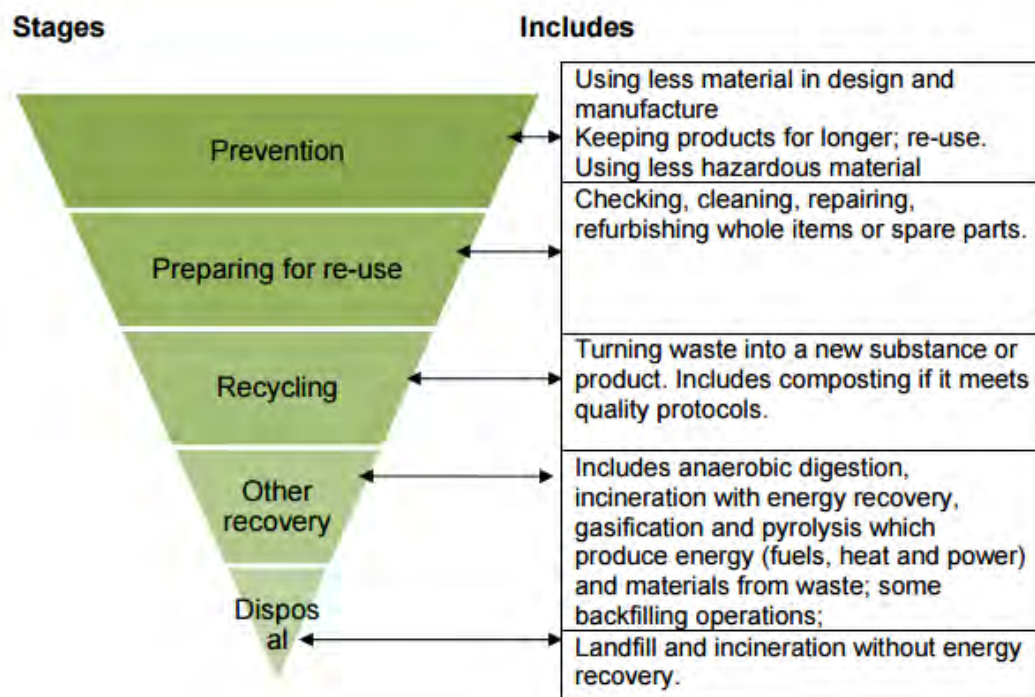 Stages
Includes
Prevention
Using less material in design and
manufacture
Keeping products for longer; re-use.
Using less hazardous material
Preparing for re-use
Checking, cleaning, repairing,
refurbishing whole items or spare parts.
Recycling
Turning waste into a new substance or
product. Includes composting if it meets
quality protocols.
Other
recovery
Includes anaerobic digestion,
incineration with energy recovery,
gasification and pyrolysis which
produce energy (fuels, heat and power)
and materials from waste; some
backfilling operations;
Dispos
al
Landfill and incineration without energy
recovery.